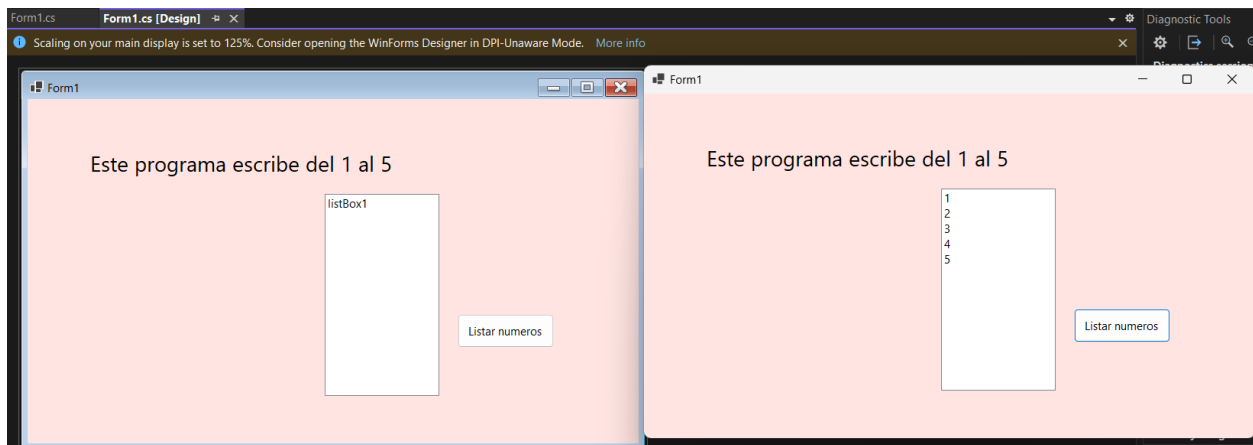 Form1.cs
Form1.cs [Design]
Diagnostic Tools
Scaling on your main display is set to 125%. Consider opening the WinForms Designer in DPI-Unaware Mode. More info
Form1
Este programa escribe del 1 al 5
listBox1
Listar numeros
Form1
Este programa escribe del 1 al 5
1
2
3
4
5
Listar numeros